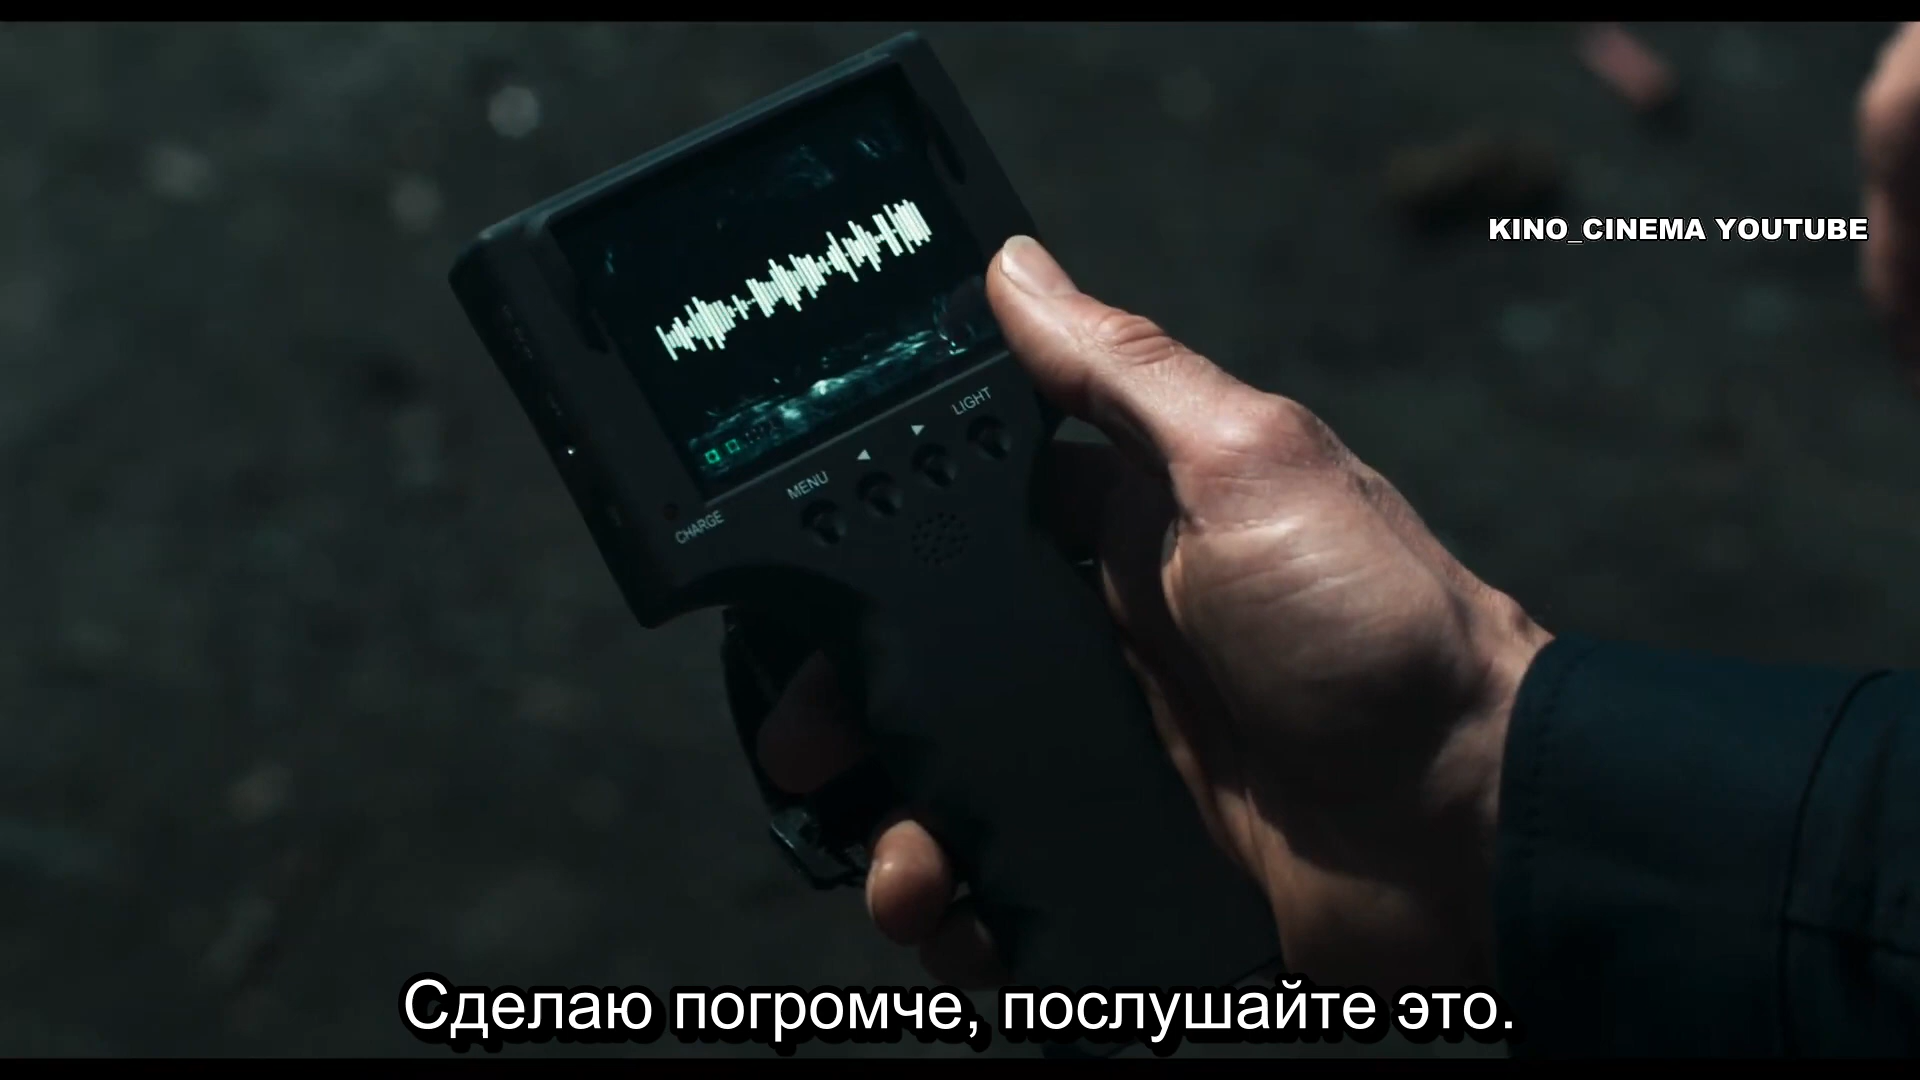 KINO_CINEMA YOUTUBE
LIGHT
MENU
CHARGE
Сделаю погромче, послушайте это.